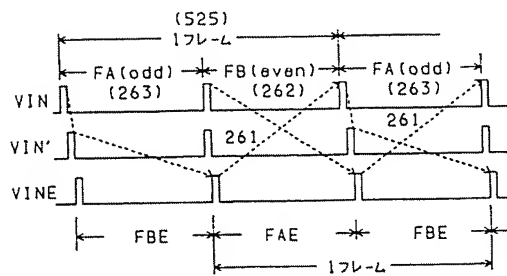 (525)
1フレーム
FA(odd) FB(even) FA(odd)
(263) (262) (263)
VIN
261
VIN′ 261
VINE
FBE FAE FBE
1フレーム